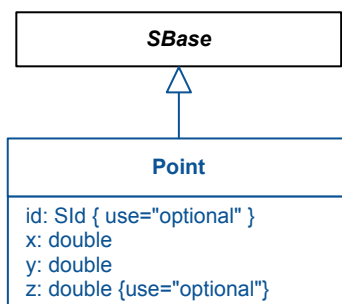 SBase
Point
id: SId { use="optional" }
x: double
y: double
z: double {use="optional"}